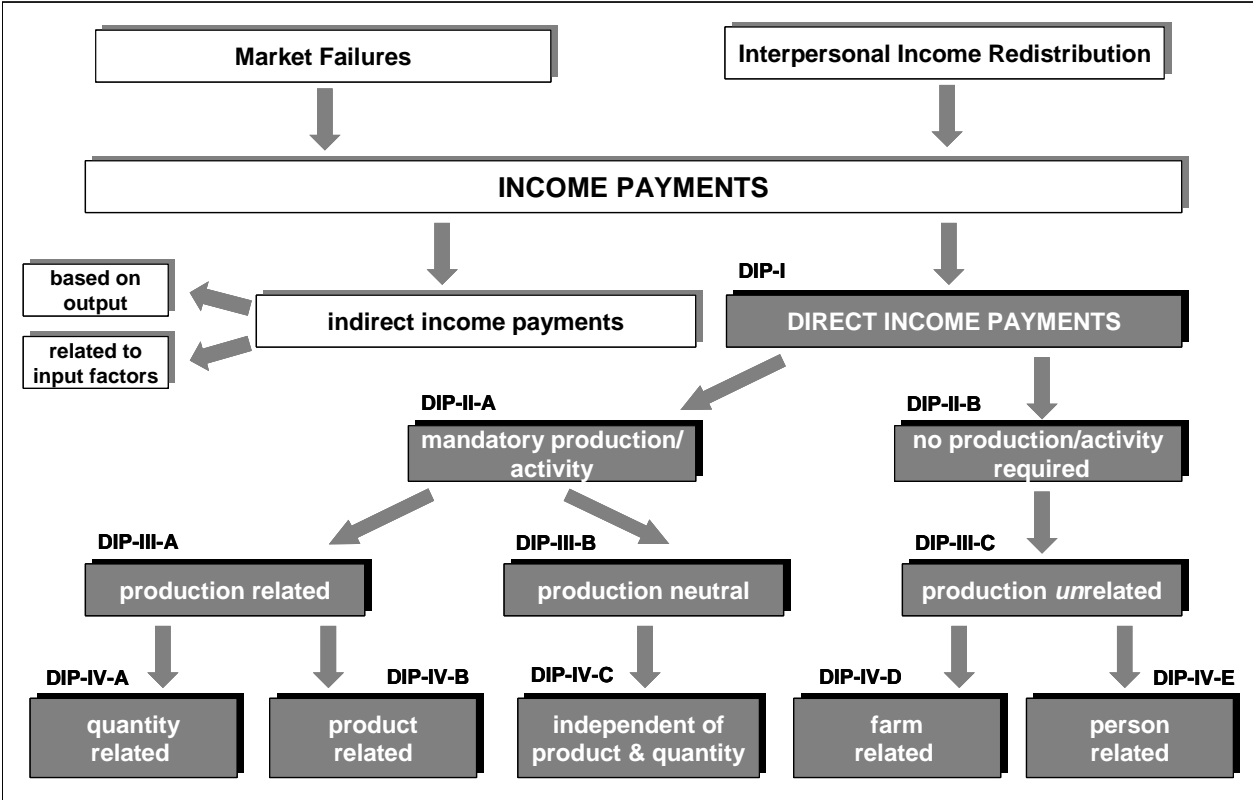 Market Failures
Interpersonal Income Redistribution
INCOME PAYMENTS
based on
output
related to
input factors
indirect income payments
DIP-I
DIRECT INCOME PAYMENTS
DIP-II-A
mandatory production/
activity
DIP-II-B
no production/activity
required
DIP-III-A
production related
DIP-III-B
production neutral
DIP-III-C
production unrelated
DIP-IV-A
quantity
related
DIP-IV-B
product
related
DIP-IV-C
independent of
product & quantity
DIP-IV-D
farm
related
DIP-IV-E
person
related